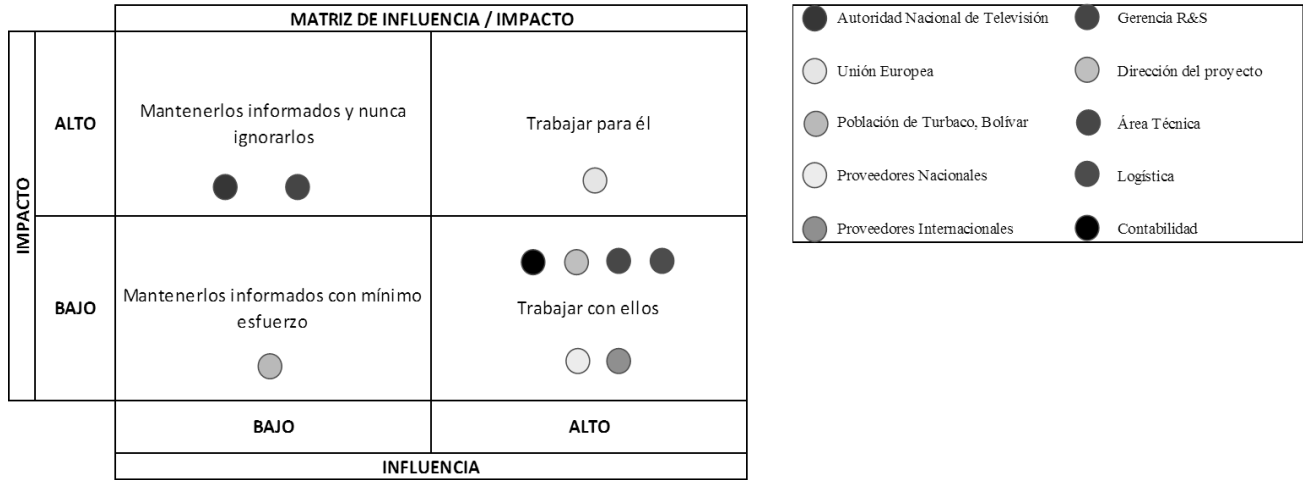 MATRIZ DE INFLUENCIA / IMPACTO
IMPACTO
ALTO
Mantenerlos informados y nunca
ignorarlos
Trabajar para él
BAJO
Mantenerlos informados con mínimo
esfuerzo
Trabajar con ellos
BAJO
ALTO
INFLUENCIA
Autoridad Nacional de Televisión
Gerencia R&S
Unión Europea
Dirección del proyecto
Población de Turbaco, Bolívar
Área Técnica
Proveedores Nacionales
Logística
Proveedores Internacionales
Contabilidad